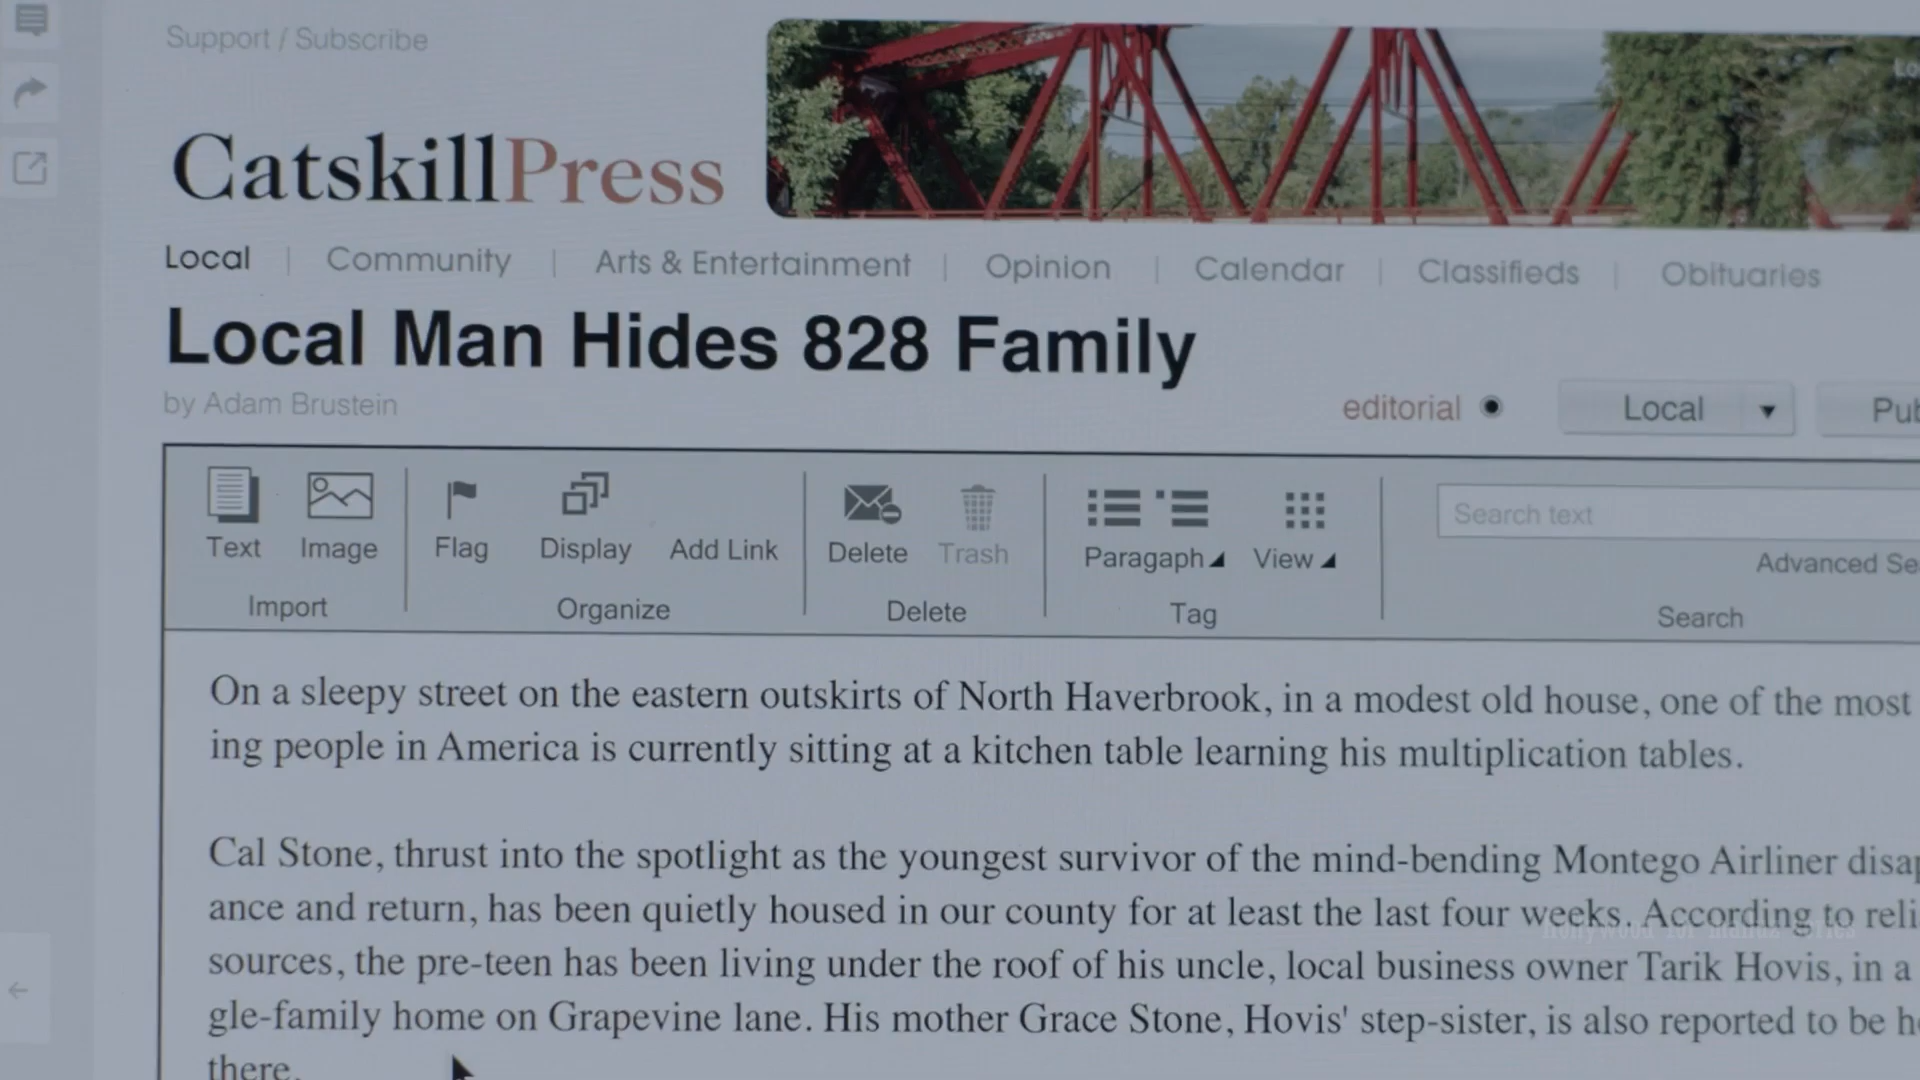 Support / Subscribe
CatskillPress
Local | Community | Arts & Entertainment | Opinion | Calendar | Classifieds | Obituaries
Local Man Hides 828 Family
by Adam Brustein
editorial
Local
Text Image Flag Display Add Link Delete Trash Paragaph View
Search text
Advanced
Import Organize Delete Tag Search
On a sleepy street on the eastern outskirts of North Haverbrook, in a modest old house, one of the most
ing people in America is currently sitting at a kitchen table learning his multiplication tables.
Cal Stone, thrust into the spotlight as the youngest survivor of the mind-bending Montego Airliner disap
ance and return, has been quietly housed in our county for at least the last four weeks. According to reli
sources, the pre-teen has been living under the roof of his uncle, local business owner Tarik Hovis, in a
gle-family home on Grapevine lane. His mother Grace Stone, Hovis' step-sister, is also reported to be
there.